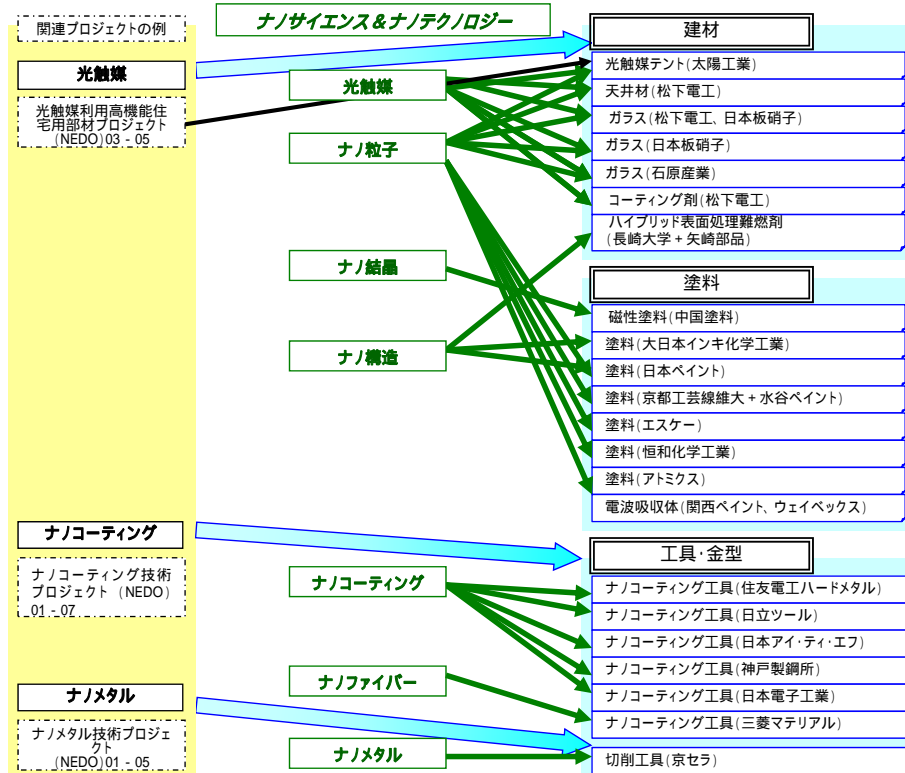 関連プロジェクトの例
光触媒
光触媒利用高機能住
宅用部材プロジェクト
(NEDO)03 - 05
ナノコーティング
ナノコーティング技術
プロジェクト (NEDO)
01 - 07
ナノメタル
ナノメタル技術プロジェ
クト
(NEDO)01 - 05
ナノサイエンス&ナノテクノロジー
光触媒
ナノ粒子
ナノ結晶
ナノ構造
ナノコーティング
ナノファイバー
ナノメタル
建材
光触媒テント(太陽工業)
天井材(松下電工)
ガラス(松下電工、日本板硝子)
ガラス(日本板硝子)
ガラス(石原産業)
コーティング剤(松下電工)
ハイブリッド表面処理難燃剤
(長崎大学+矢崎部品)
塗料
磁性塗料(中国塗料)
塗料(大日本インキ化学工業)
塗料(日本ペイント)
塗料(京都工芸線維大+水谷ペイント)
塗料(エスケー)
塗料(恒和化学工業)
塗料(アトミクス)
電波吸収体(関西ペイント、ウェイベックス)
工具・金型
ナノコーティング工具(住友電工ハードメタル)
ナノコーティング工具(日立ツール)
ナノコーティング工具(日本アイ・ティ・エフ)
ナノコーティング工具(神戸製鋼所)
ナノコーティング工具(日本電子工業)
ナノコーティング工具(三菱マテリアル)
切削工具(京セラ)